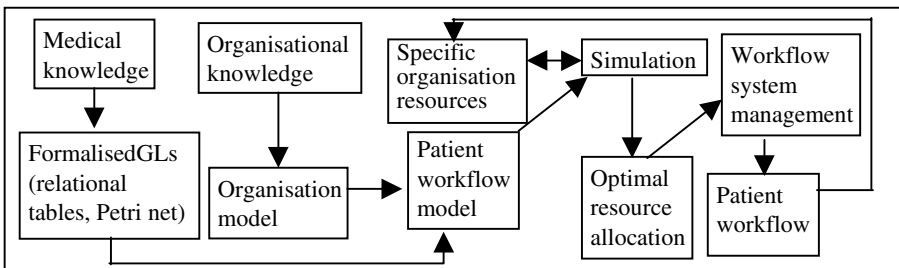 Medical
knowledge
Organisational
knowledge
Specific
organisation
resources
Simulation
Workflow
system
management
FormalisedGLs
(relational
tables, Petri net)
Organisation
model
Patient
workflow
model
Optimal
resource
allocation
Patient
workflow